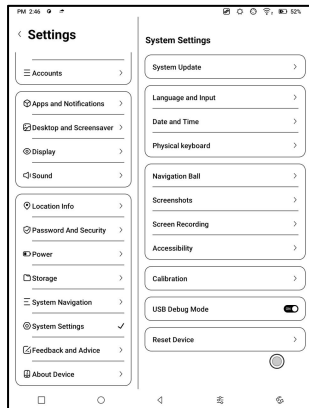 PM 2:46
52%
Settings
Accounts
Apps and Notifications
Desktop and Screensaver
Display
Sound
Location Info
Password And Security
Power
Storage
System Navigation
System Settings
Feedback and Advice
About Device
System Settings
System Update
Language and Input
Date and Time
Physical keyboard
Navigation Ball
Screenshots
Screen Recording
Accessibility
Calibration
USB Debug Mode
Reset Device